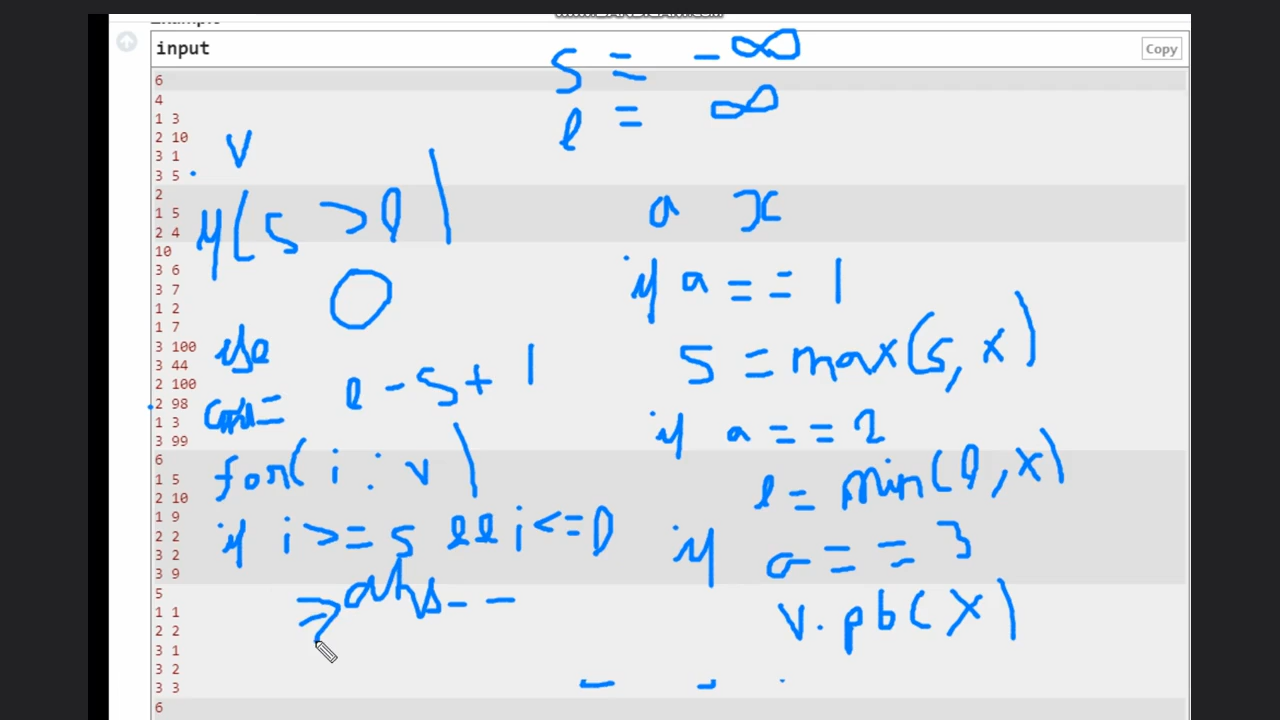 input
Copy
6
4
1 3
2 10
3 1
3 5
2
1 5
2 4
10
3 6
3 7
1 2
1 7
3 100
3 44
2 100
2 98
1 3
3 99
6
1 5
2 10
1 9
2 2
3 2
3 9
5
1 1
2 2
3 1
3 2
3 3
6
s = -∞
l = ∞
v
if(s > l)
0
else
ans = l - s + 1
for(i : v)
if i >= s && i <= l
ans--
a x
if a == 1
s = max(s, x)
if a == 2
l = min(l, x)
if a == 3
v.pb(x)